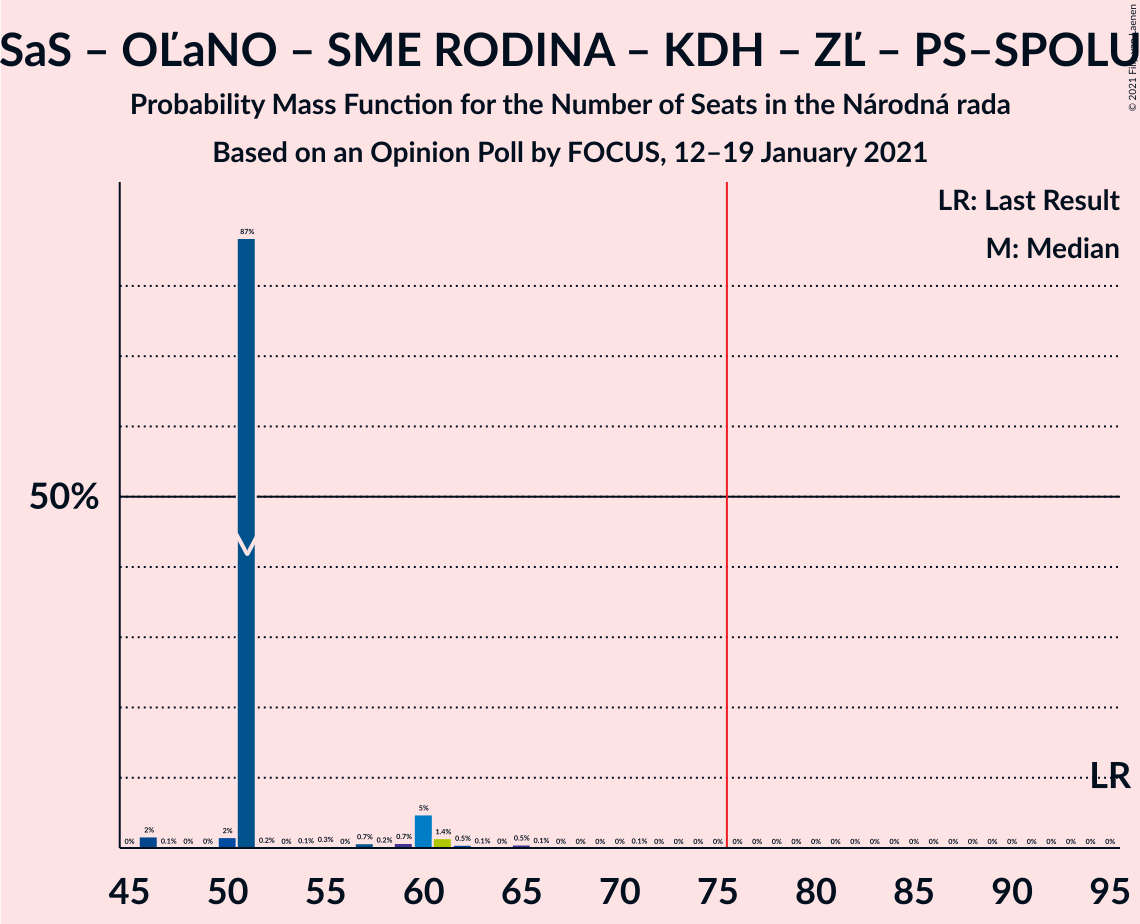 SaS – OĽaNO – SME RODINA – KDH – ZĽ – PS–SPOLU
Probability Mass Function for the Number of Seats in the Národná rada
Based on an Opinion Poll by FOCUS, 12–19 January 2021
© 2021 Filip van Laenen
LR: Last Result
M: Median
87%
50%
LR
0% 2% 0.1% 0% 0% 2% 0.2% 0% 0.1% 0.3% 0% 0.7% 0.2% 0.7% 5% 1.4% 0.5% 0.1% 0% 0.5% 0.1% 0% 0% 0% 0% 0.1% 0% 0% 0% 0% 0% 0% 0% 0% 0% 0% 0% 0% 0% 0% 0% 0% 0% 0% 0% 0% 0% 0% 0% 0%
45 50 55 60 65 70 75 80 85 90 95